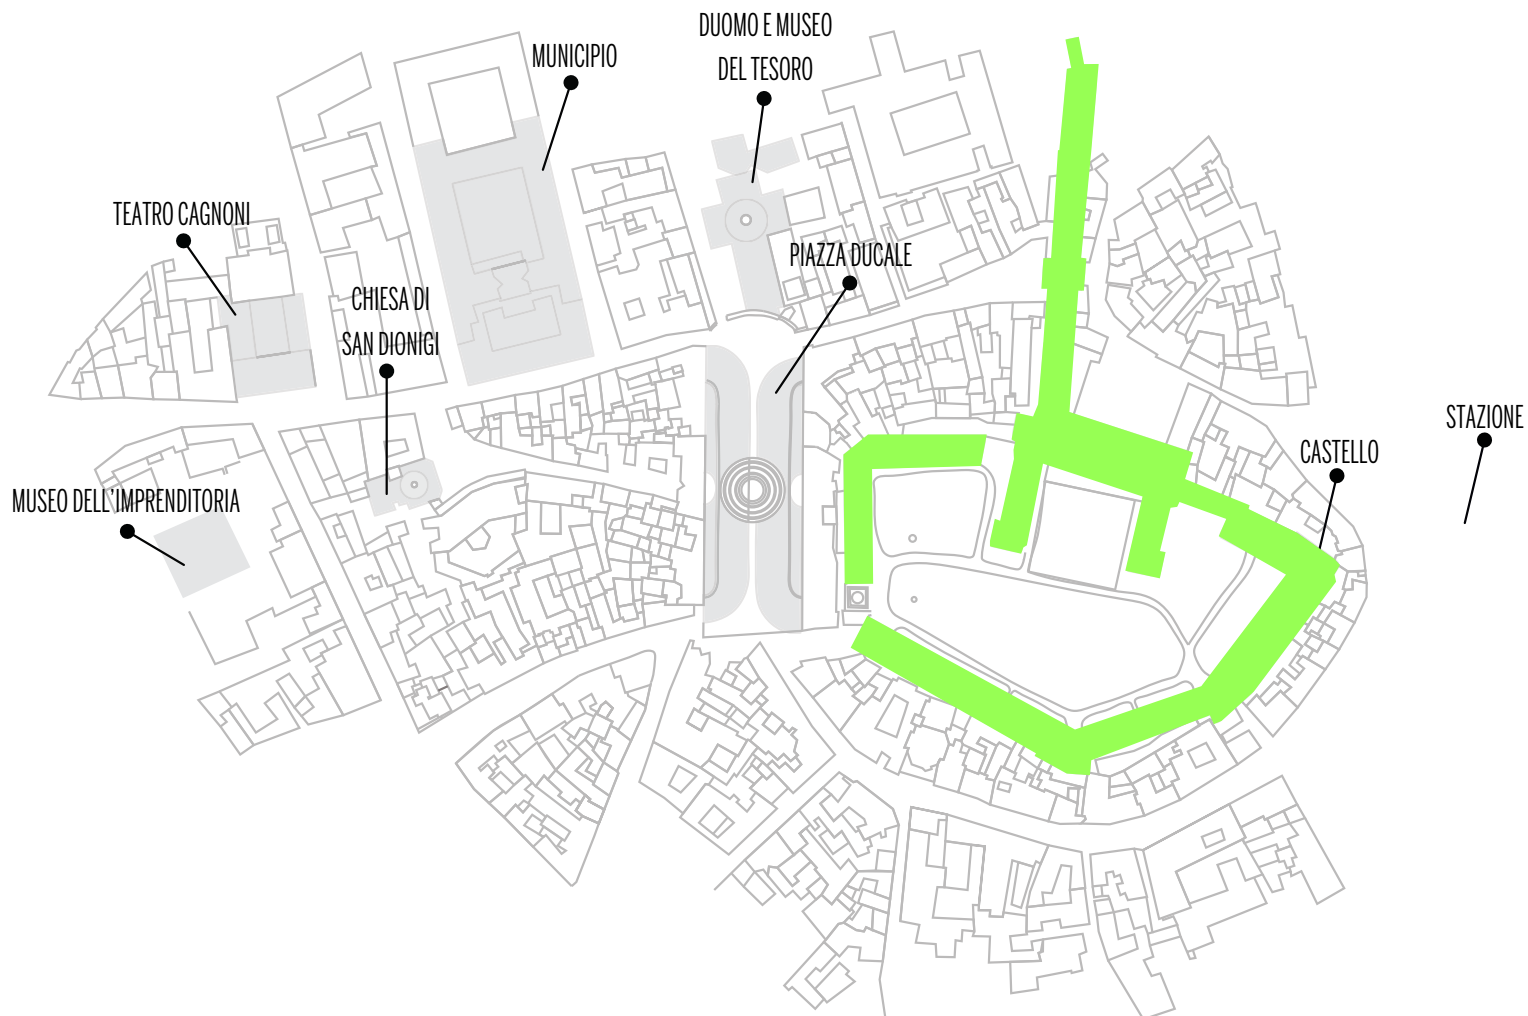 DUOMO E MUSEO
DEL TESORO
MUNICIPIO
TEATRO CAGNONI
PIAZZA DUCALE
CHIESA DI
SAN DIONIGI
STAZIONE
CASTELLO
MUSEO DELL'IMPRENDITORIA